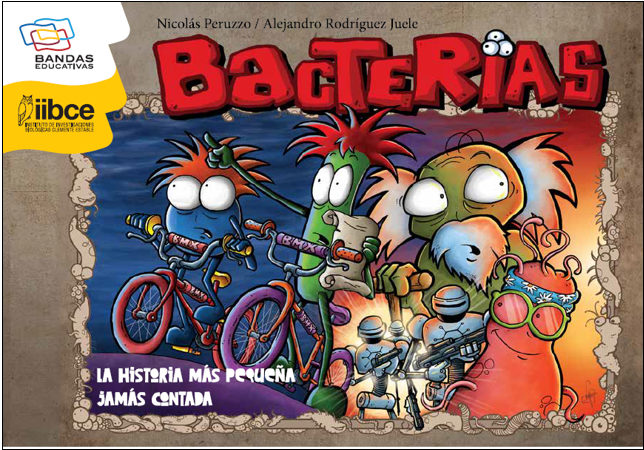 Nicolás Peruzzo / Alejandro Rodríguez Juele
BACTERIAS
BANDAS
EDUCATIVAS
iibce
INSTITUTO DE INVESTIGACIONES
BIOLÓGICAS CLEMENTE ESTABLE
BMX
BMX
LA HISTORIA MÁS PEQUEÑA
JAMÁS CONTADA